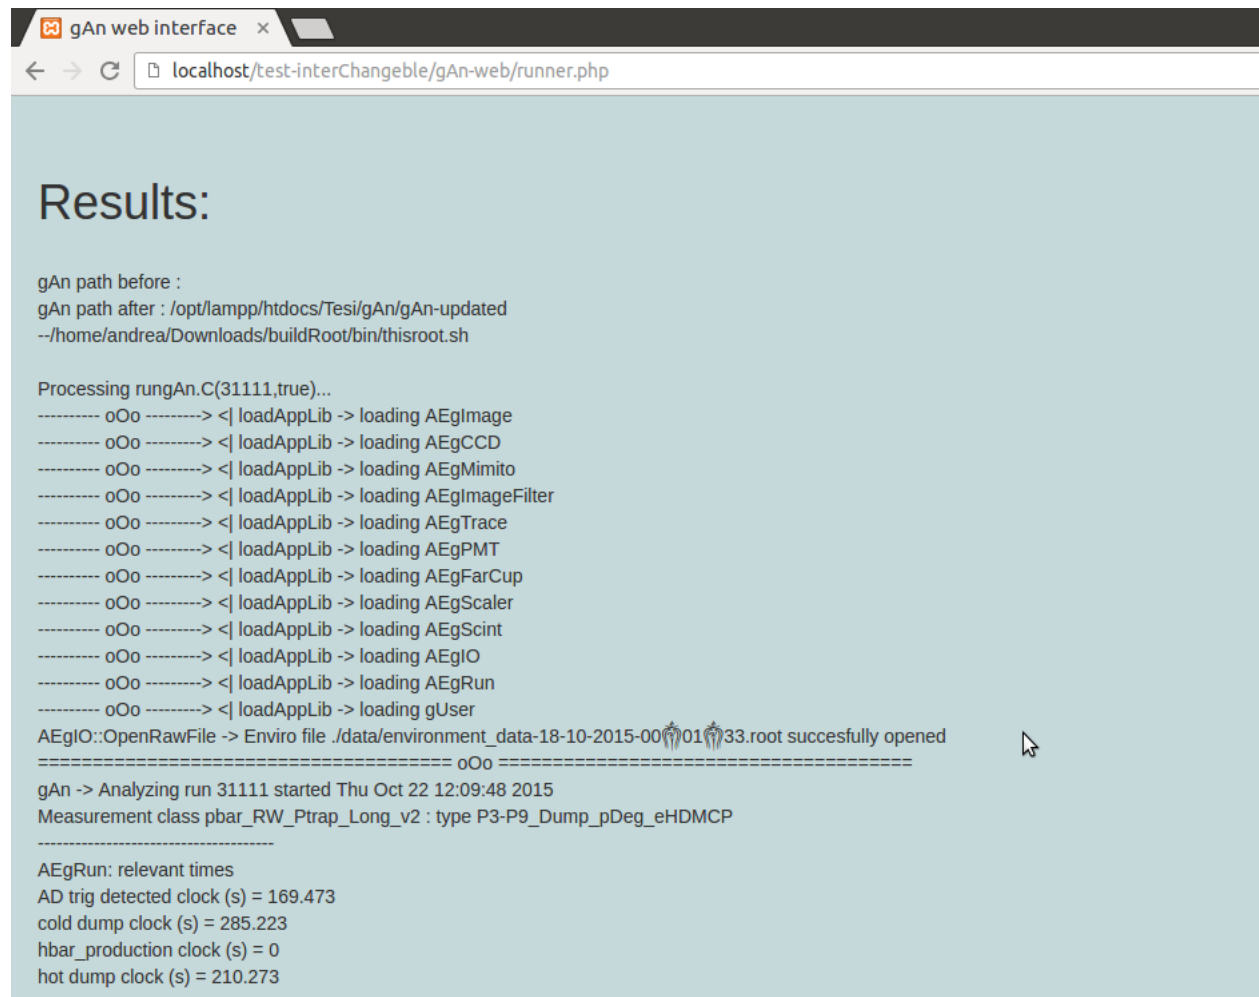 gAn web interface ×
localhost/test-interChangeble/gAn-web/runner.php
Results:
gAn path before :
gAn path after : /opt/lampp/htdocs/Tesi/gAn/gAn-updated
--/home/andrea/Downloads/buildRoot/bin/thisroot.sh
Processing rungAn.C(31111,true)...
---------- oOo ---------> <| loadAppLib -> loading AEgImage
---------- oOo ---------> <| loadAppLib -> loading AEgCCD
---------- oOo ---------> <| loadAppLib -> loading AEgMimito
---------- oOo ---------> <| loadAppLib -> loading AEgImageFilter
---------- oOo ---------> <| loadAppLib -> loading AEgTrace
---------- oOo ---------> <| loadAppLib -> loading AEgPMT
---------- oOo ---------> <| loadAppLib -> loading AEgFarCup
---------- oOo ---------> <| loadAppLib -> loading AEgScaler
---------- oOo ---------> <| loadAppLib -> loading AEgScint
---------- oOo ---------> <| loadAppLib -> loading AEgIO
---------- oOo ---------> <| loadAppLib -> loading AEgRun
---------- oOo ---------> <| loadAppLib -> loading gUser
AEgIO::OpenRawFile -> Enviro file ./data/environment_data-18-10-2015-00 01 33.root succesfully opened
====================================== oOo ======================================
gAn -> Analyzing run 31111 started Thu Oct 22 12:09:48 2015
Measurement class pbar_RW_Ptrap_Long_v2 : type P3-P9_Dump_pDeg_eHDMCP
--------------------------------------
AEgRun: relevant times
AD trig detected clock (s) = 169.473
cold dump clock (s) = 285.223
hbar_production clock (s) = 0
hot dump clock (s) = 210.273